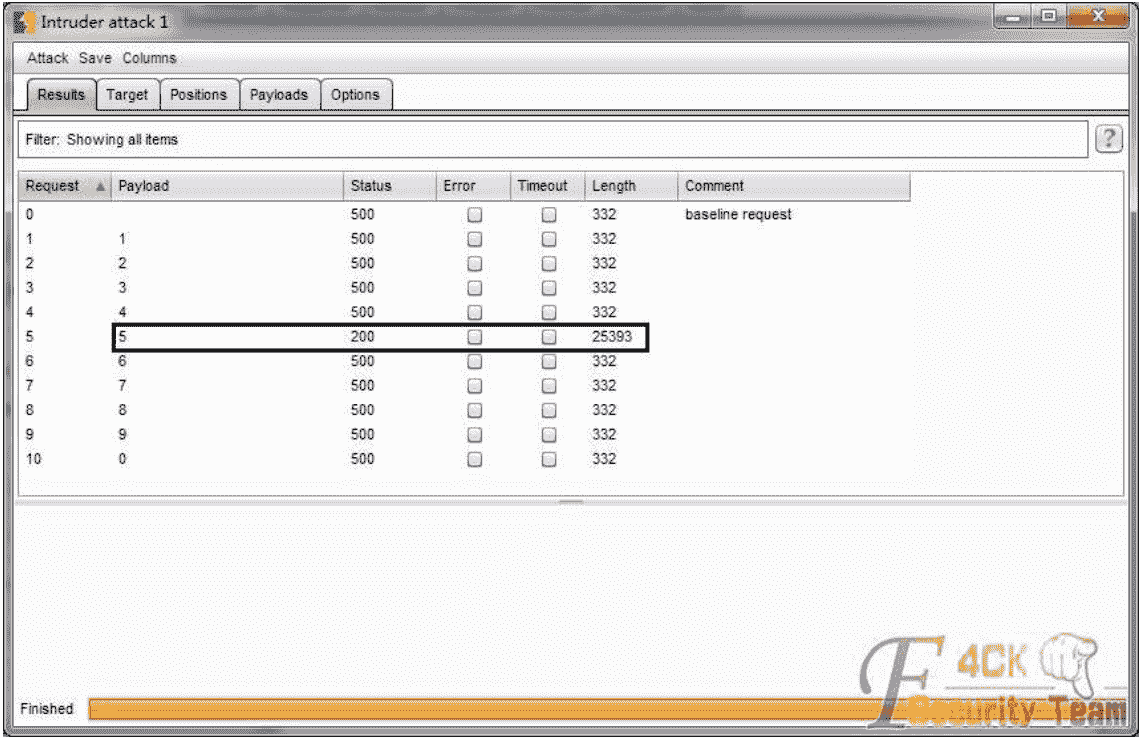 Intruder attack 1
Attack Save Columns
Results Target Positions Payloads Options
Filter: Showing all items
?
Request Payload Status Error Timeout Length Comment
0 500 332 baseline request
1 1 500 332
2 2 500 332
3 3 500 332
4 4 500 332
5 5 200 25393
6 6 500 332
7 7 500 332
8 8 500 332
9 9 500 332
10 0 500 332
F4CK
Security Team
Finished